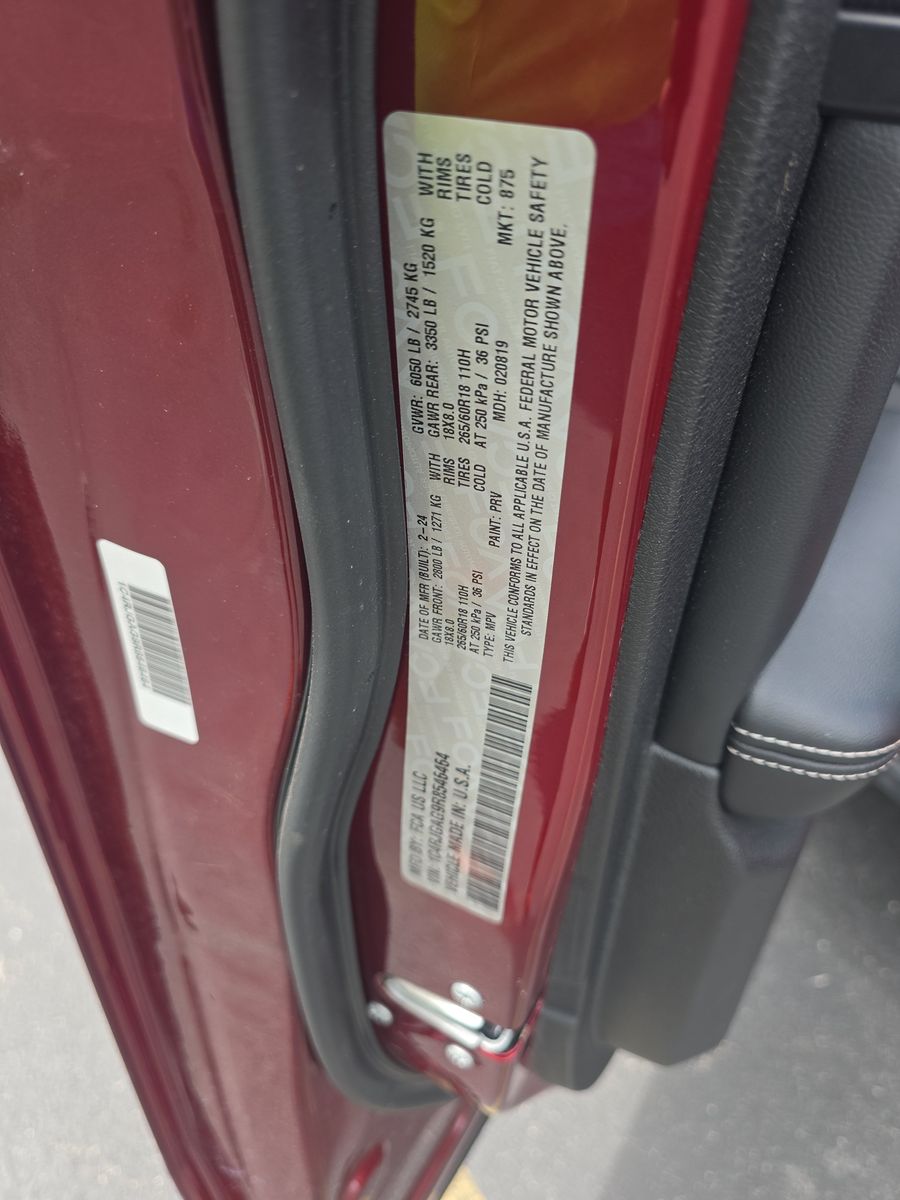 MFD BY: FCA US LLC
DATE OF MFR (BUILT): 2-24
GVWR: 6050 LB / 2745 KG
GAWR FRONT: 2800 LB / 1271 KG WITH
GAWR REAR: 3350 LB / 1520 KG WITH
18X8.0 RIMS
18X8.0 RIMS
265/60R18 110H TIRES
265/60R18 110H TIRES
AT 250 kPa / 36 PSI COLD
AT 250 kPa / 36 PSI COLD
VEHICLE MADE IN: U.S.A.
TYPE: MPV PAINT: PRV MDH: 020819 MKT: 875
THIS VEHICLE CONFORMS TO ALL APPLICABLE U.S.A. FEDERAL MOTOR VEHICLE SAFETY
STANDARDS IN EFFECT ON THE DATE OF MANUFACTURE SHOWN ABOVE.